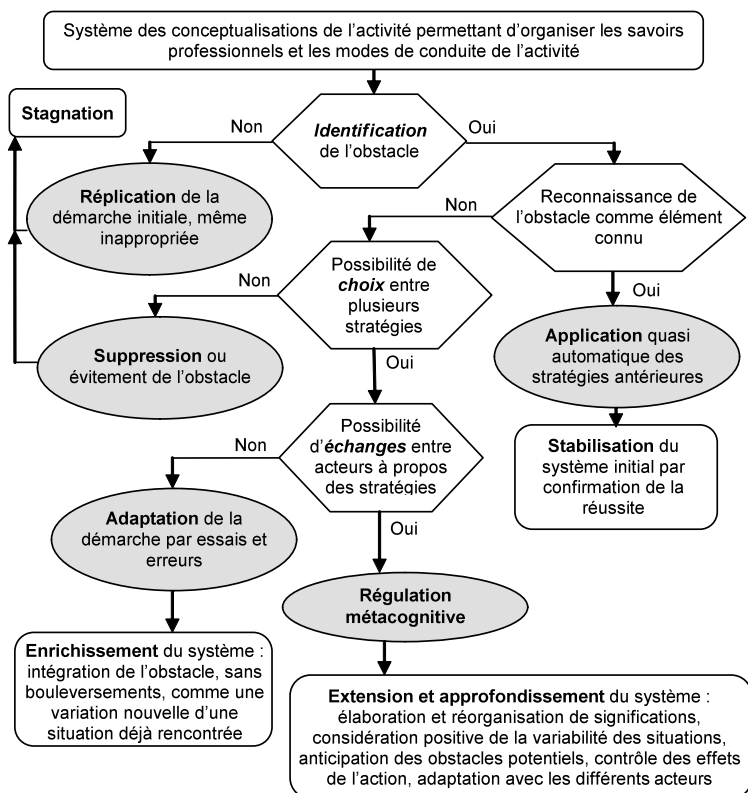 Système des conceptualisations de l’activité permettant d’organiser les savoirs
professionnels et les modes de conduite de l’activité
Stagnation
Non
Identification
de l’obstacle
Oui
Réplication de la
démarche initiale, même
inappropriée
Non
Reconnaissance de
l’obstacle comme élément
connu
Non
Possibilité de
choix entre
plusieurs
stratégies
Oui
Suppression ou
évitement de l’obstacle
Oui
Application quasi
automatique des
stratégies antérieures
Non
Possibilité
d’échanges entre
acteurs à propos
des stratégies
Stabilisation du
système initial par
confirmation de la
réussite
Adaptation de la
démarche par essais et
erreurs
Oui
Régulation
métacognitive
Enrichissement du système :
intégration de l’obstacle, sans
bouleversements, comme une
variation nouvelle d’une
situation déjà rencontrée
Extension et approfondissement du système :
élaboration et réorganisation de significations,
considération positive de la variabilité des situations,
anticipation des obstacles potentiels, contrôle des effets
de l’action, adaptation avec les différents acteurs